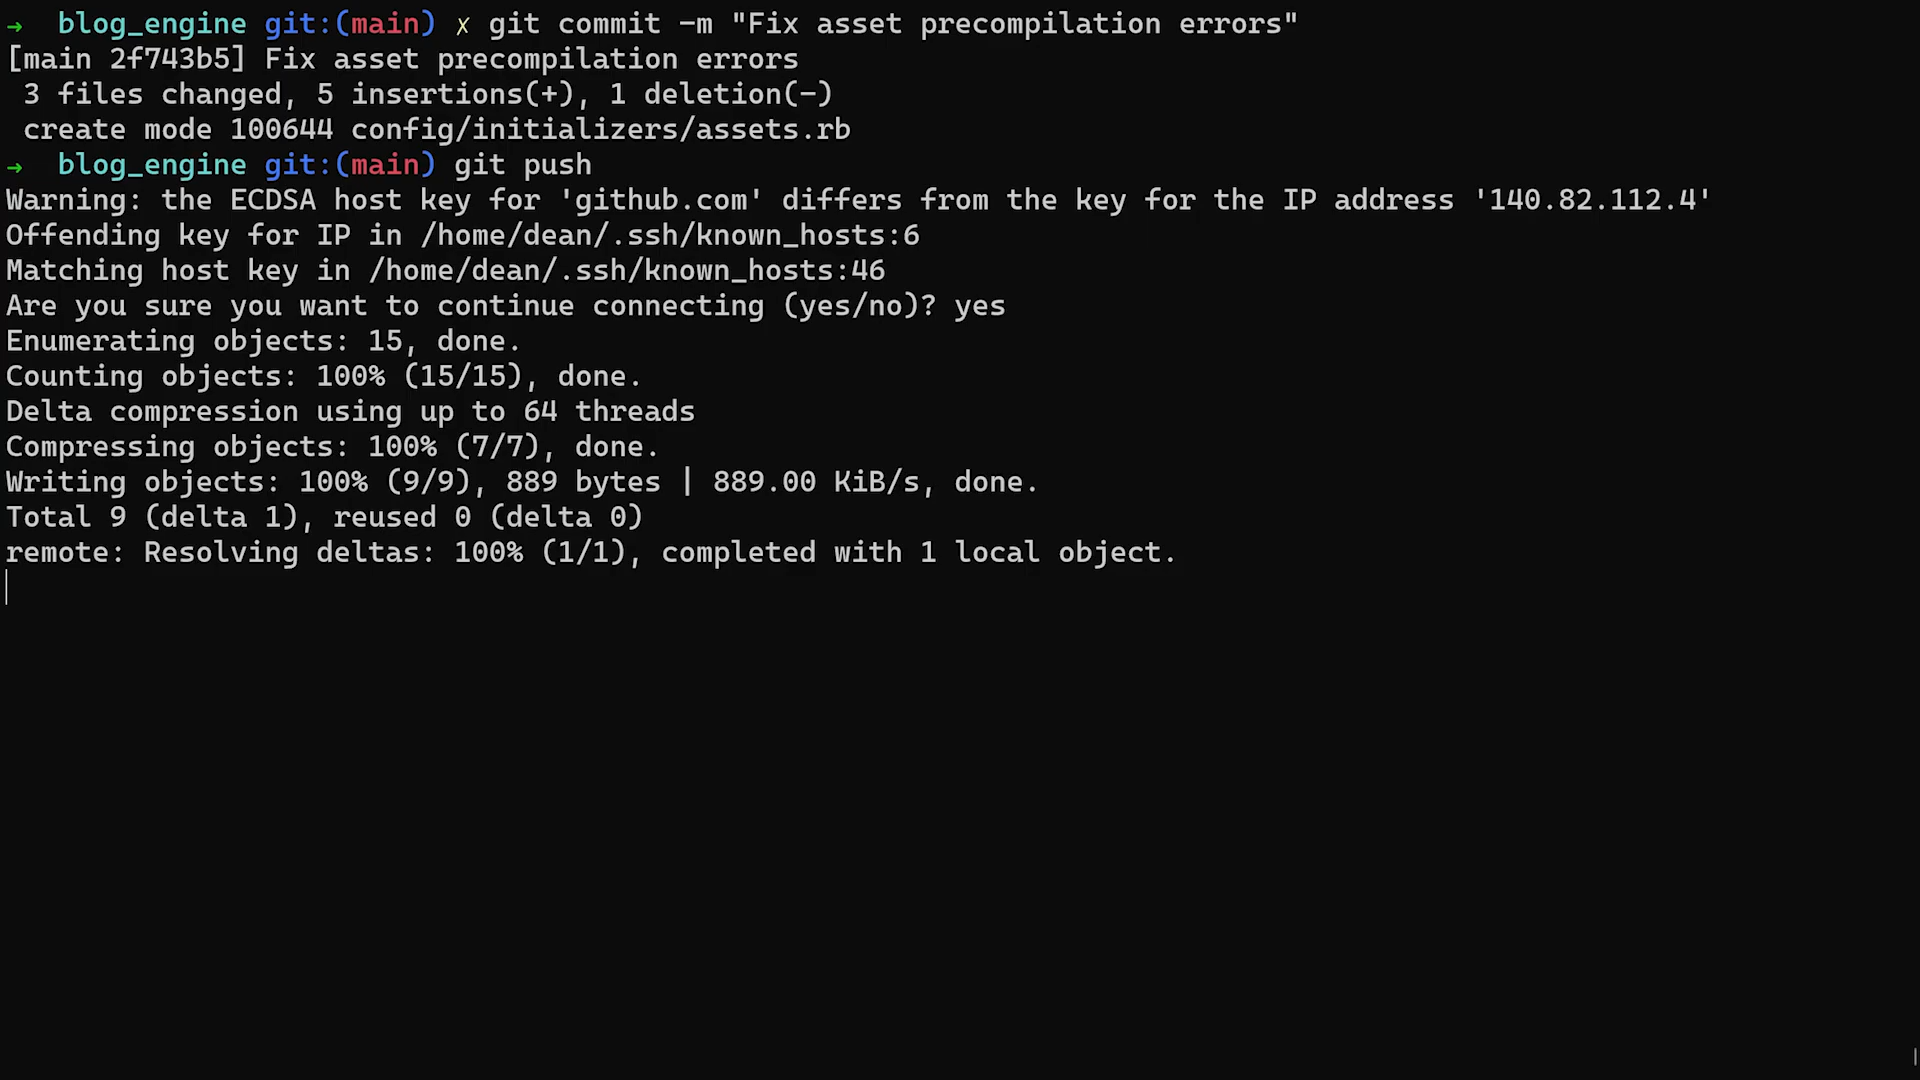 → blog_engine git:(main) ✗ git commit -m "Fix asset precompilation errors"
[main 2f743b5] Fix asset precompilation errors
 3 files changed, 5 insertions(+), 1 deletion(-)
 create mode 100644 config/initializers/assets.rb
→ blog_engine git:(main) git push
Warning: the ECDSA host key for 'github.com' differs from the key for the IP address '140.82.112.4'
Offending key for IP in /home/dean/.ssh/known_hosts:6
Matching host key in /home/dean/.ssh/known_hosts:46
Are you sure you want to continue connecting (yes/no)? yes
Enumerating objects: 15, done.
Counting objects: 100% (15/15), done.
Delta compression using up to 64 threads
Compressing objects: 100% (7/7), done.
Writing objects: 100% (9/9), 889 bytes | 889.00 KiB/s, done.
Total 9 (delta 1), reused 0 (delta 0)
remote: Resolving deltas: 100% (1/1), completed with 1 local object.